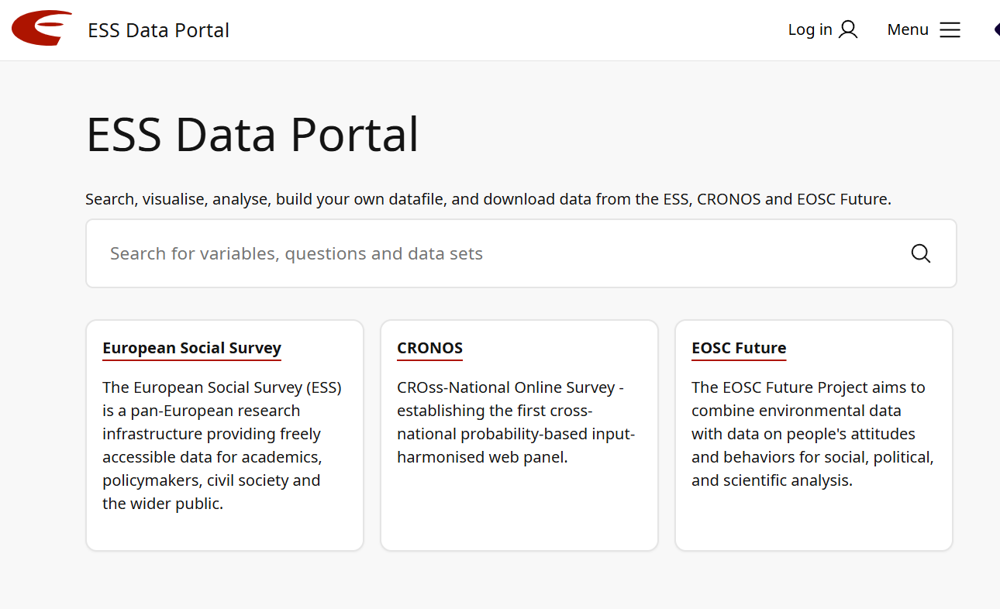 ESS Data Portal
Log in
Menu
ESS Data Portal
Search, visualise, analyse, build your own datafile, and download data from the ESS, CRONOS and EOSC Future.
Search for variables, questions and data sets
European Social Survey
The European Social Survey (ESS)
is a pan-European research
infrastructure providing freely
accessible data for academics,
policymakers, civil society and
the wider public.
CRONOS
CROss-National Online Survey -
establishing the first cross-
national probability-based input-
harmonised web panel.
EOSC Future
The EOSC Future Project aims to
combine environmental data
with data on people's attitudes
and behaviors for social, political,
and scientific analysis.